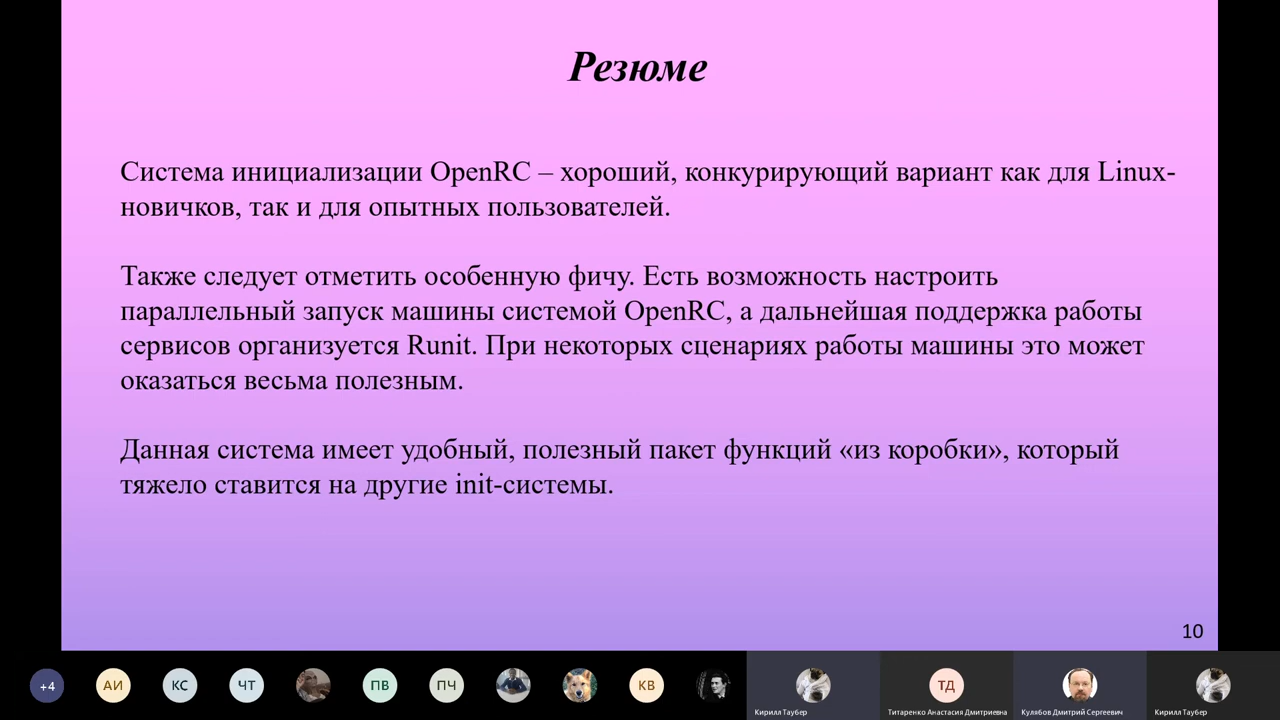 Резюме
Система инициализации OpenRC – хороший, конкурирующий вариант как для Linux-
новичков, так и для опытных пользователей.
Также следует отметить особенную фичу. Есть возможность настроить
параллельный запуск машины системой OpenRC, а дальнейшая поддержка работы
сервисов организуется Runit. При некоторых сценариях работы машины это может
оказаться весьма полезным.
Данная система имеет удобный, полезный пакет функций «из коробки», который
тяжело ставится на другие init-системы.
10
+4 АИ КС ЧТ ПВ ПЧ КВ ТД
Кирилл Таубер Титаренко Анастасия Дмитриевна Кулябов Дмитрий Сергеевич Кирилл Таубер